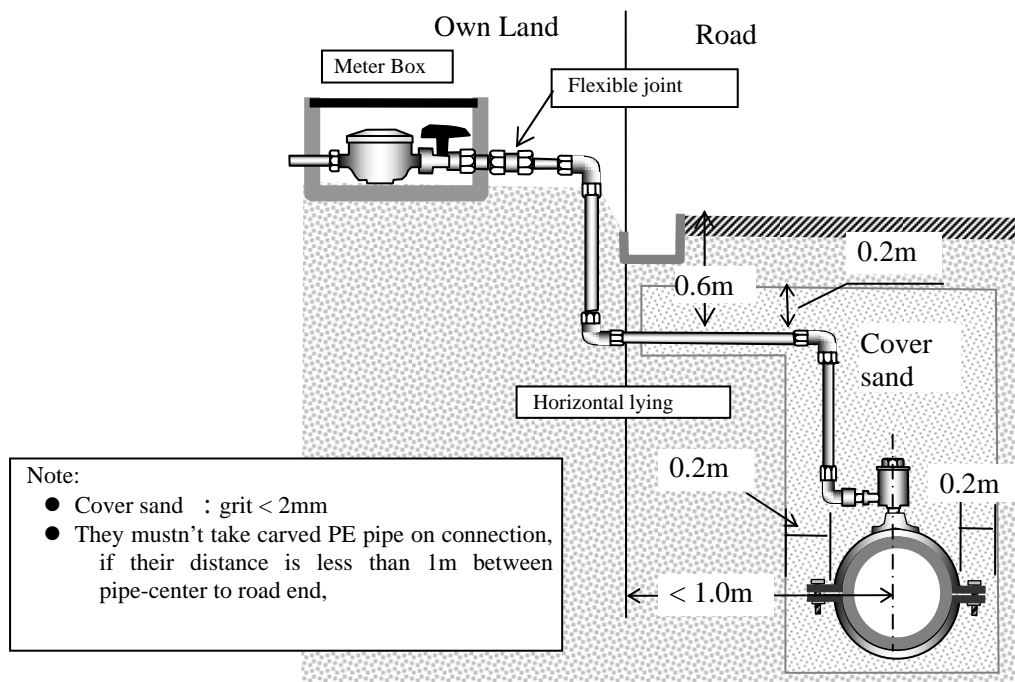 Own Land
Road
Meter Box
Flexible joint
0.2m
0.6m
Cover
sand
Horizontal lying
0.2m
0.2m
< 1.0m
Note:
● Cover sand : grit < 2mm
● They mustn't take carved PE pipe on connection,
if their distance is less than 1m between
pipe-center to road end,